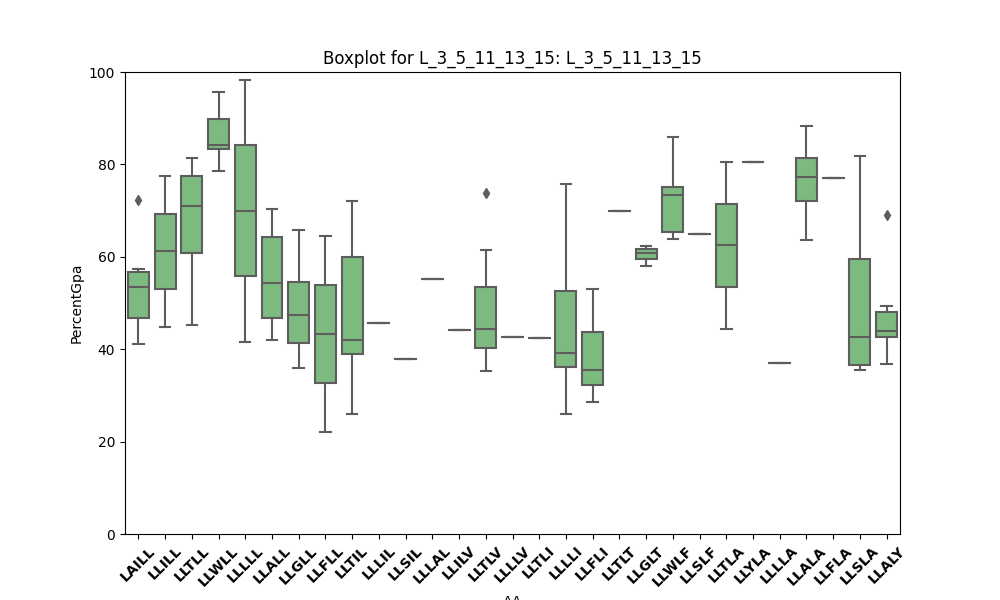 Boxplot for L_3_5_11_13_15: L_3_5_11_13_15
100
80
60
40
20
0
PercentGpa
LAILL LLILL LLTLL LLWLL LLLLL LLALL LLGLL LLFLL LLTIL LLLIL LLSIL LLLAL LLILV LLTLV LLLLV LLTLI LLLLI LLFLI LLTLT LLGLT LLWLF LLSLF LLTLA LLYLA LLLLA LLALA LLFLA LLSLA LLALY
AA